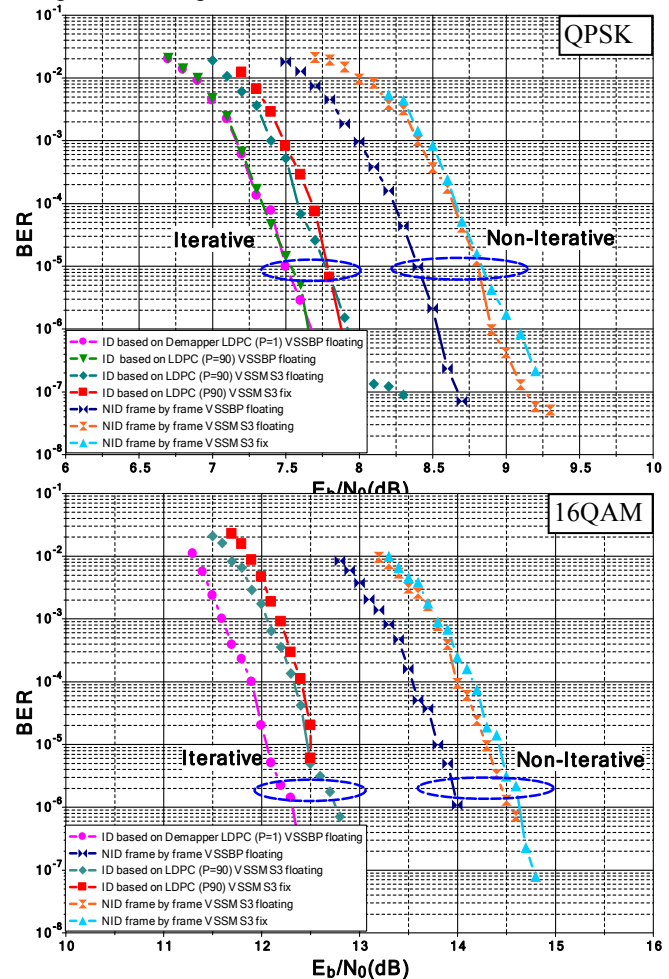 QPSK
10-1
10-2
10-3
10-4
10-5
10-6
10-7
10-8
BER
Iterative
Non-Iterative
ID based on Demapper LDPC (P=1) VSSBP floating
ID based on LDPC (P=90) VSSBP floating
ID based on LDPC (P=90) VSSM S3 floating
ID based on LDPC (P90) VSSM S3 fix
NID frame by frame VSSBP floating
NID frame by frame VSSM S3 floating
NID frame by frame VSSM S3 fix
6 6.5 7 7.5 8 8.5 9 9.5 10
Eb/N0(dB)
16QAM
10-1
10-2
10-3
10-4
10-5
10-6
10-7
10-8
BER
Iterative
Non-Iterative
ID based on Demapper LDPC (P=1) VSSBP floating
NID frame by frame VSSBP floating
ID based on LDPC (P=90) VSSM S3 floating
ID based on LDPC (P90) VSSM S3 fix
NID frame by frame VSSM S3 floating
NID frame by frame VSSM S3 fix
10 11 12 13 14 15 16
Eb/N0(dB)